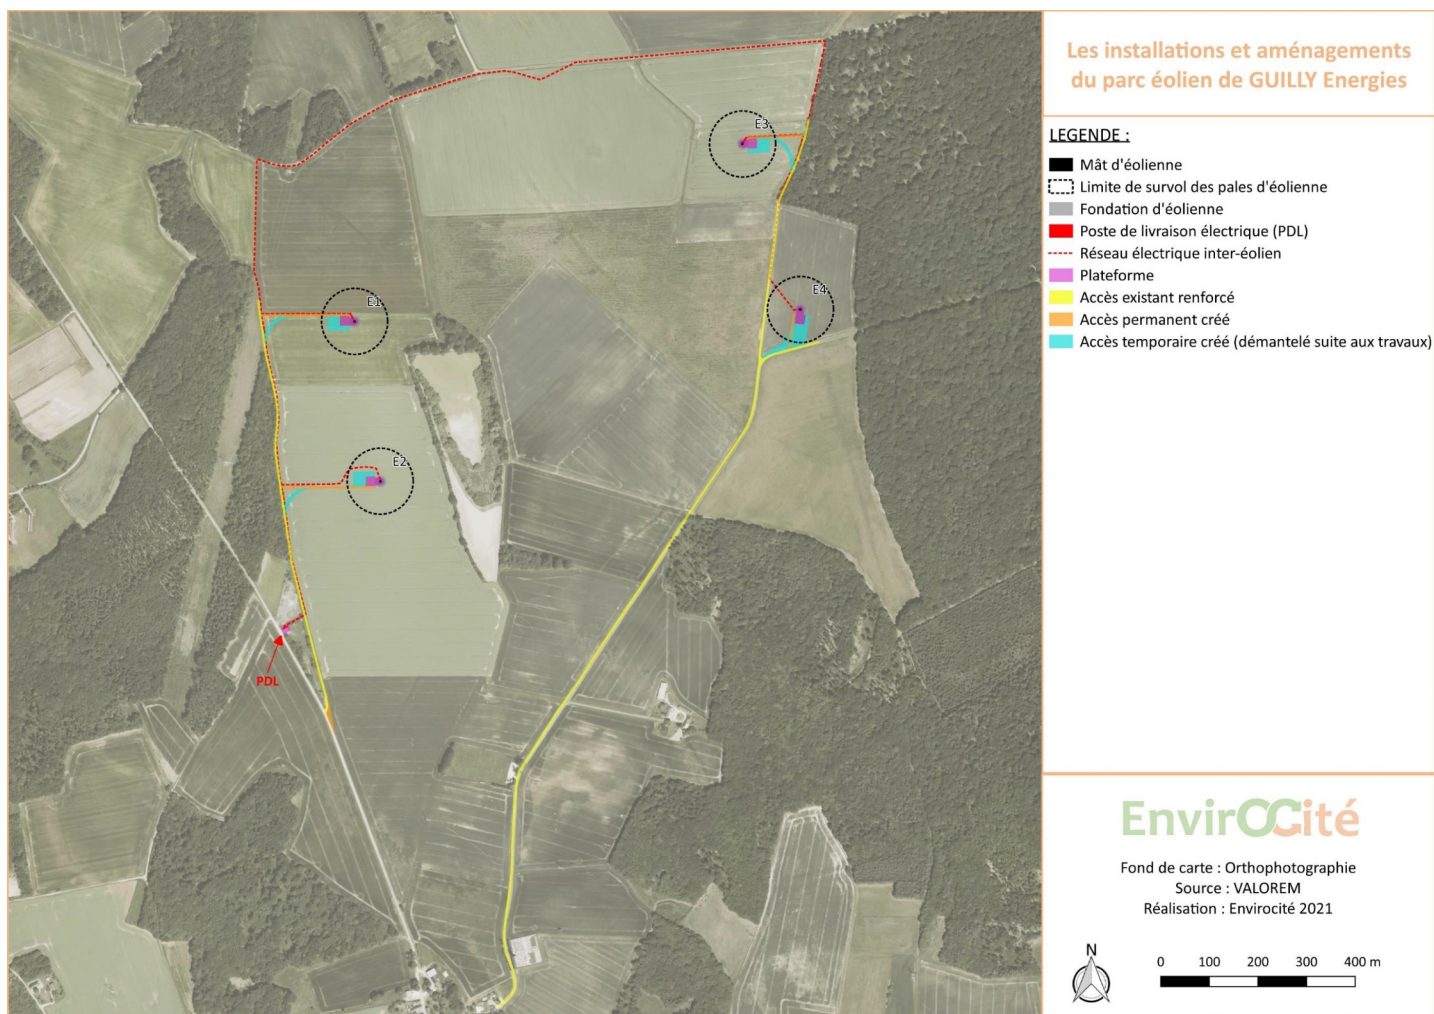 Les installations et aménagements
du parc éolien de GUILLY Energies
LEGENDE :
Mât d'éolienne
Limite de survol des pales d'éolienne
Fondation d'éolienne
Poste de livraison électrique (PDL)
Réseau électrique inter-éolien
Plateforme
Accès existant renforcé
Accès permanent créé
Accès temporaire créé (démantelé suite aux travaux)
E3
E4
E1
E2
PDL
EnvirOCité
Fond de carte : Orthophotographie
Source : VALOREM
Réalisation : Envirocité 2021
N
0 100 200 300 400 m